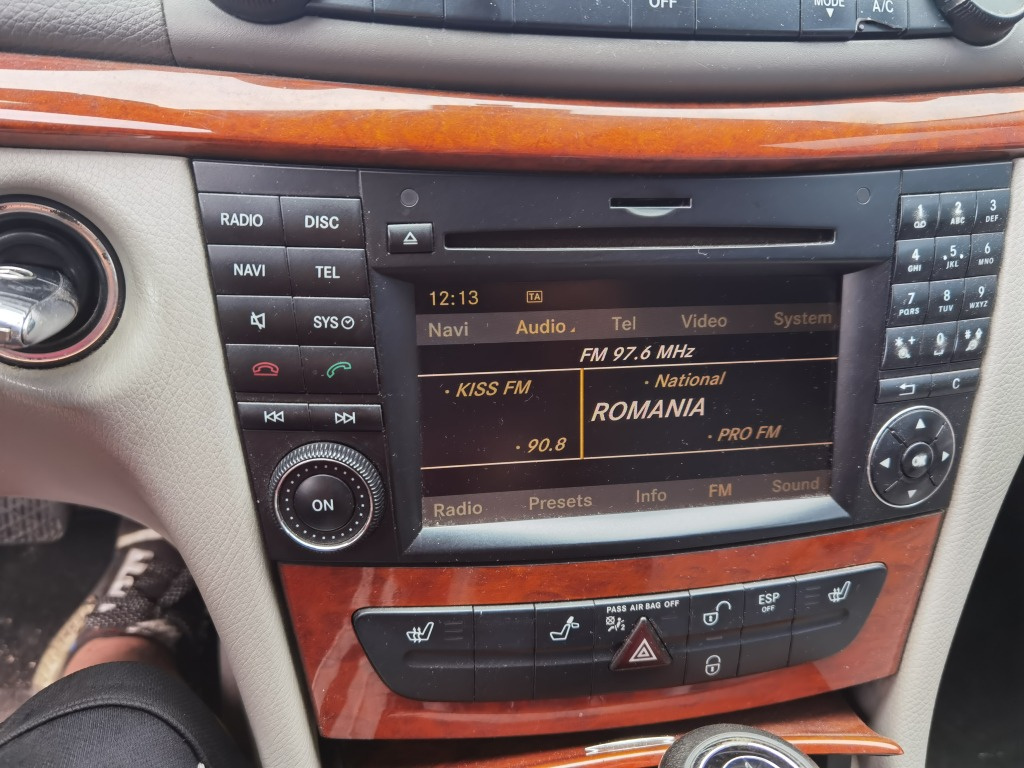 OFF
MODE
A/C
RADIO
DISC
NAVI
TEL
SYS
ON
1
2 ABC
3 DEF
4 GHI
5 JKL
6 MNO
7 PQRS
8 TUV
9 WXYZ
* +
0
#
C
OK
12:13 TA
Navi Audio Tel Video System
FM 97.6 MHz
· KISS FM · National
ROMANIA
· 90.8 · PRO FM
Radio Presets Info FM Sound
PASS AIR BAG OFF
ESP
OFF